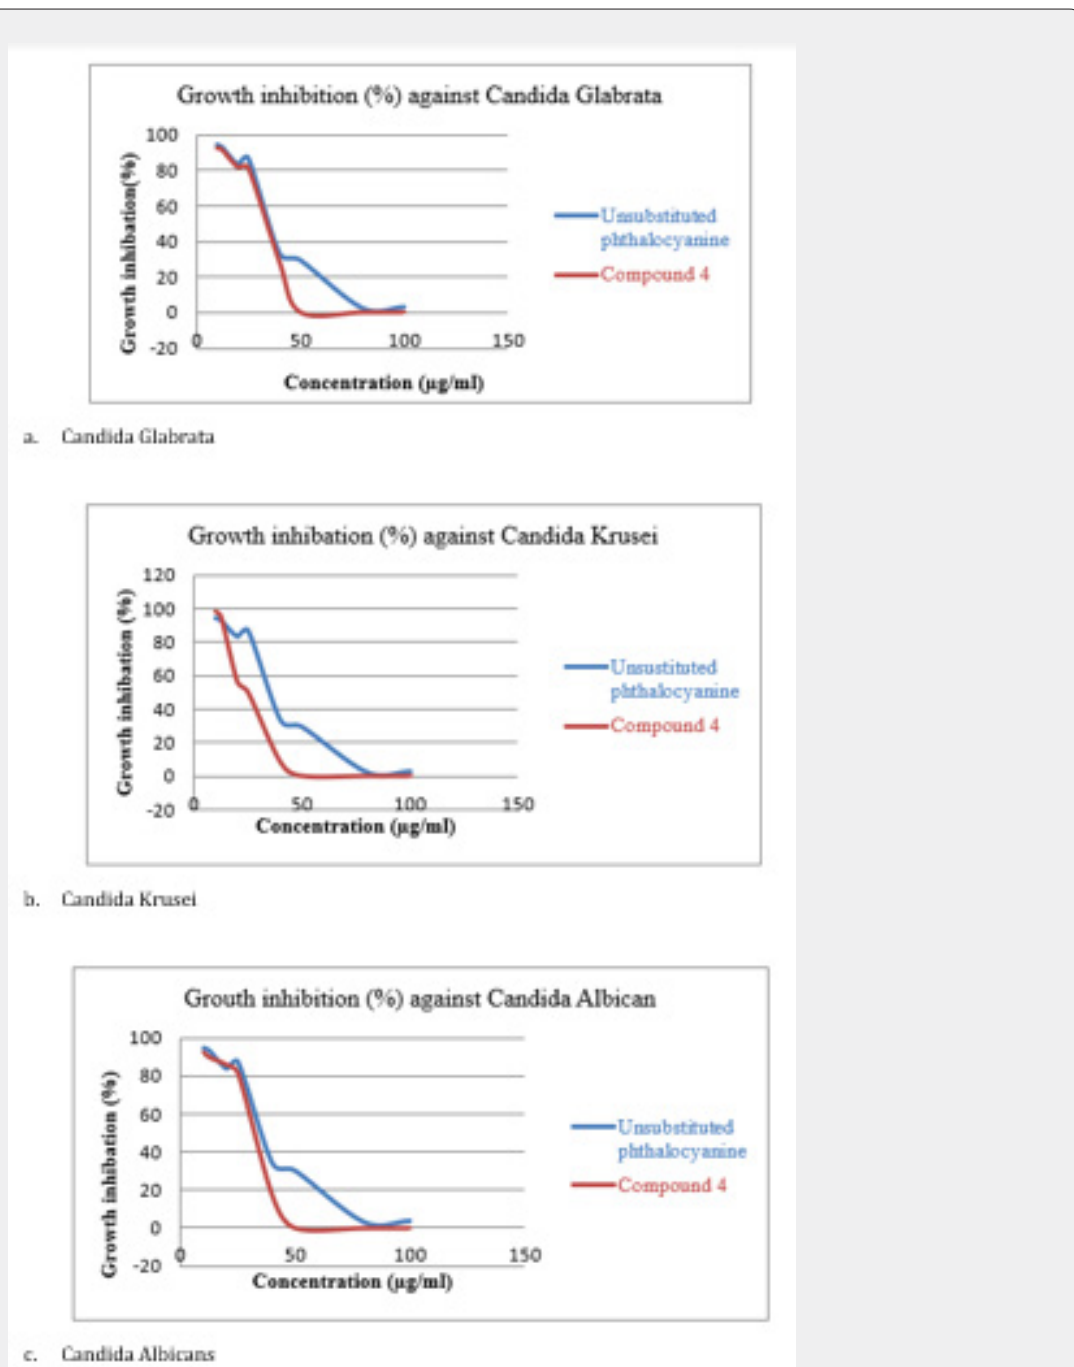 Growth inhibition (%) against Candida Glabrata
Growth inhibation(%)
100
80
60
40
20
0
-20
0
50
100
150
Concentration (µg/ml)
Unsubstituted
phthalocyanine
Compound 4
a. Candida Glabrata
Growth inhibation (%) against Candida Krusei
Growth inhibation (%)
120
100
80
60
40
20
0
-20
0
50
100
150
Concentration (µg/ml)
Unsustituted
phthalocyanine
Compound 4
b. Candida Krusei
Grouth inhibition (%) against Candida Albican
Growth inhibation (%)
100
80
60
40
20
0
-20
0
50
100
150
Concentration (µg/ml)
Unsubstituted
phthalocyanine
Compound 4
c. Candida Albicans